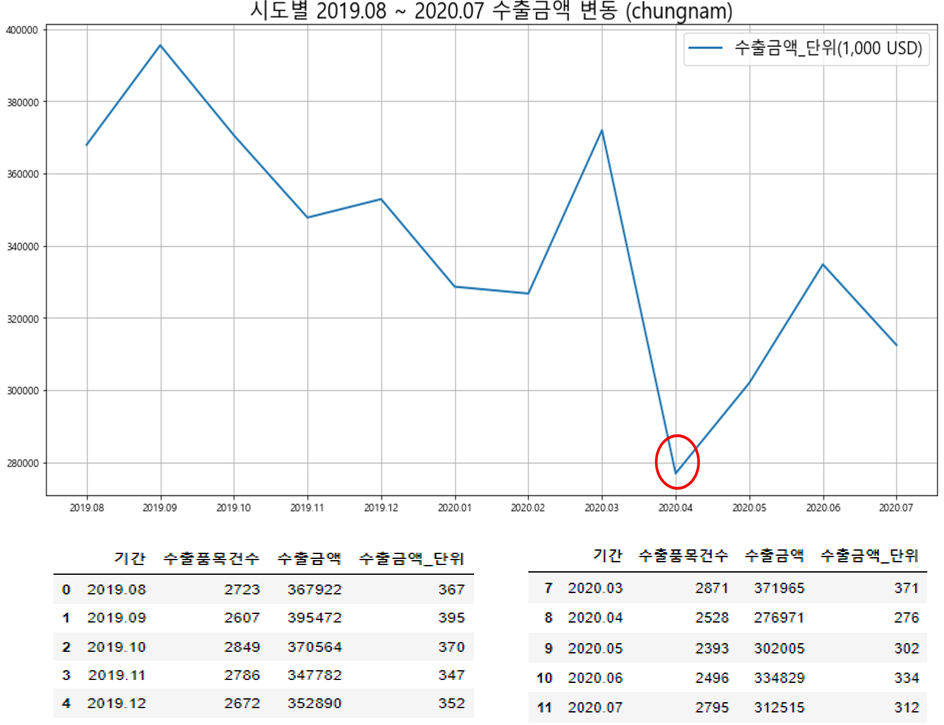 시도별 2019.08 ~ 2020.07 수출금액 변동 (chungnam)
수출금액_단위(1,000 USD)
400000
380000
360000
340000
320000
300000
280000
2019.08 2019.09 2019.10 2019.11 2019.12 2020.01 2020.02 2020.03 2020.04 2020.05 2020.06 2020.07
기간 수출품목건수 수출금액 수출금액_단위
0 2019.08 2723 367922 367
1 2019.09 2607 395472 395
2 2019.10 2849 370564 370
3 2019.11 2786 347782 347
4 2019.12 2672 352890 352
기간 수출품목건수 수출금액 수출금액_단위
7 2020.03 2871 371965 371
8 2020.04 2528 276971 276
9 2020.05 2393 302005 302
10 2020.06 2496 334829 334
11 2020.07 2795 312515 312